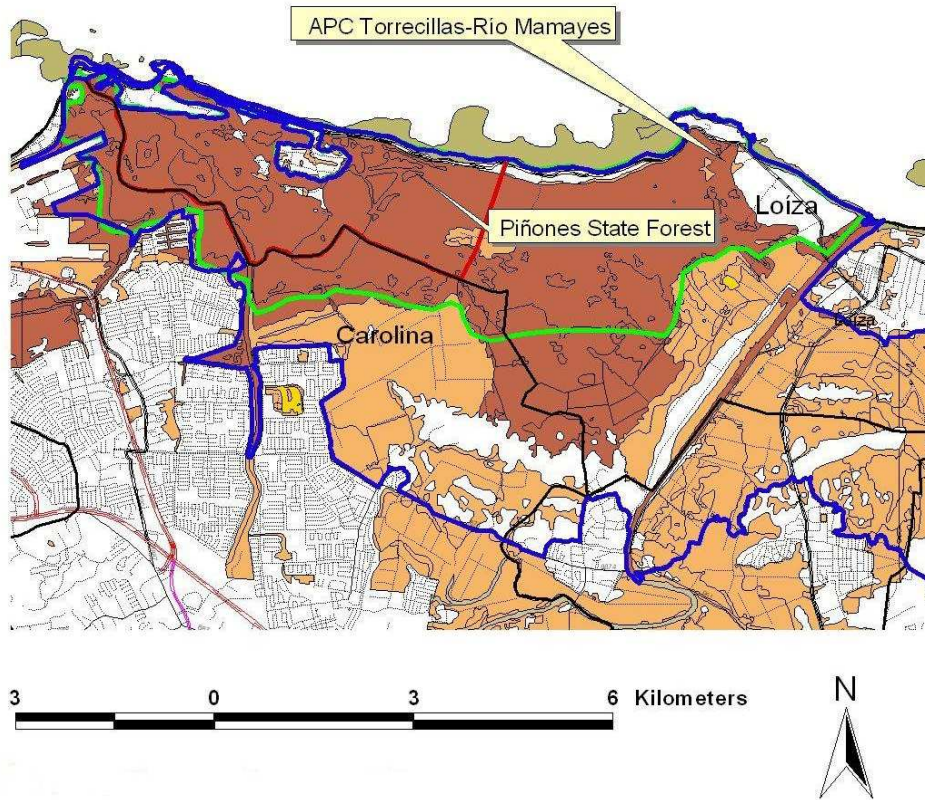 APC Torrecillas-Rio Mamayes
Loíza
Piñones State Forest
Carolina
3 0 3 6 Kilometers
N